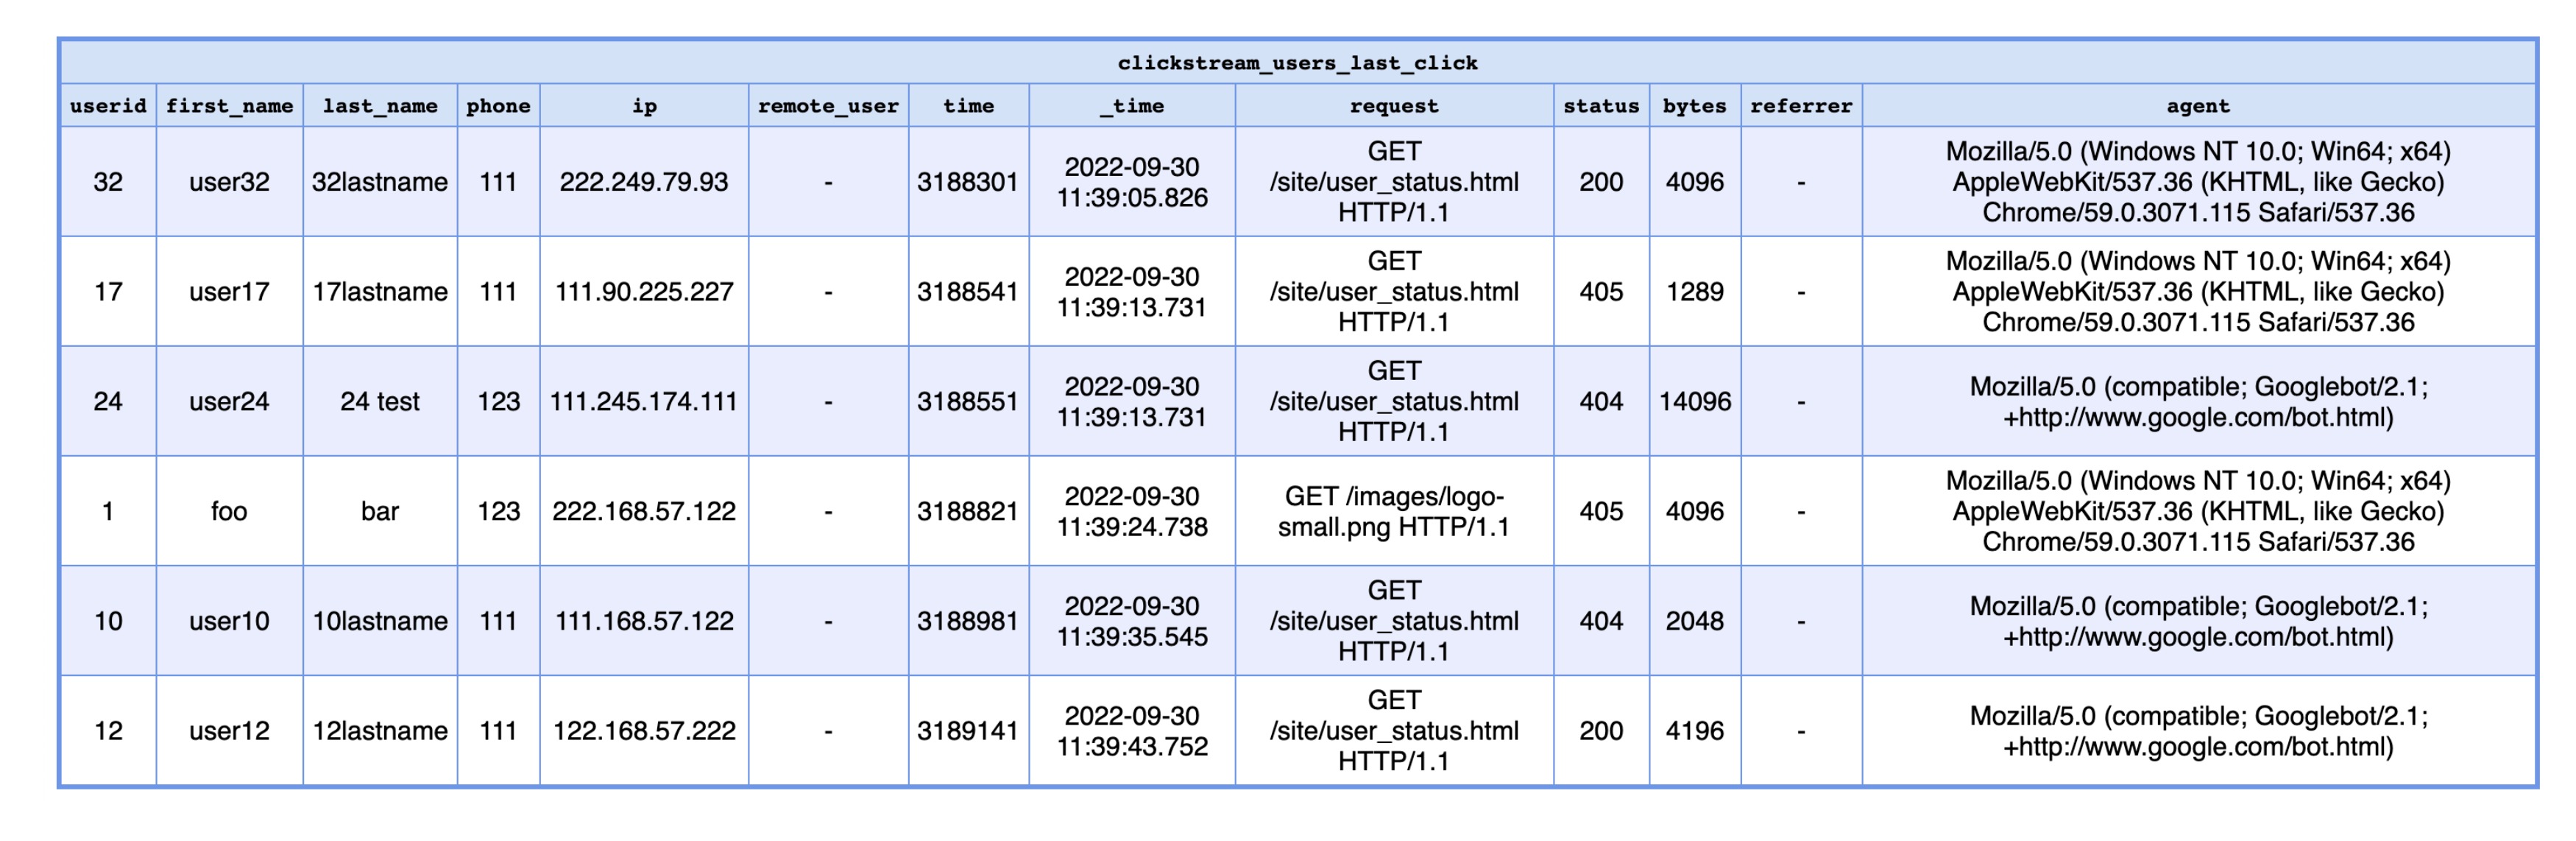 clickstream_users_last_click
userid first_name last_name phone ip remote_user time _time request status bytes referrer agent
32 user32 32lastname 111 222.249.79.93 - 3188301 2022-09-30 11:39:05.826 GET /site/user_status.html HTTP/1.1 200 4096 - Mozilla/5.0 (Windows NT 10.0; Win64; x64) AppleWebKit/537.36 (KHTML, like Gecko) Chrome/59.0.3071.115 Safari/537.36
17 user17 17lastname 111 111.90.225.227 - 3188541 2022-09-30 11:39:13.731 GET /site/user_status.html HTTP/1.1 405 1289 - Mozilla/5.0 (Windows NT 10.0; Win64; x64) AppleWebKit/537.36 (KHTML, like Gecko) Chrome/59.0.3071.115 Safari/537.36
24 user24 24 test 123 111.245.174.111 - 3188551 2022-09-30 11:39:13.731 GET /site/user_status.html HTTP/1.1 404 14096 - Mozilla/5.0 (compatible; Googlebot/2.1; +http://www.google.com/bot.html)
1 foo bar 123 222.168.57.122 - 3188821 2022-09-30 11:39:24.738 GET /images/logo-small.png HTTP/1.1 405 4096 - Mozilla/5.0 (Windows NT 10.0; Win64; x64) AppleWebKit/537.36 (KHTML, like Gecko) Chrome/59.0.3071.115 Safari/537.36
10 user10 10lastname 111 111.168.57.122 - 3188981 2022-09-30 11:39:35.545 GET /site/user_status.html HTTP/1.1 404 2048 - Mozilla/5.0 (compatible; Googlebot/2.1; +http://www.google.com/bot.html)
12 user12 12lastname 111 122.168.57.222 - 3189141 2022-09-30 11:39:43.752 GET /site/user_status.html HTTP/1.1 200 4196 - Mozilla/5.0 (compatible; Googlebot/2.1; +http://www.google.com/bot.html)